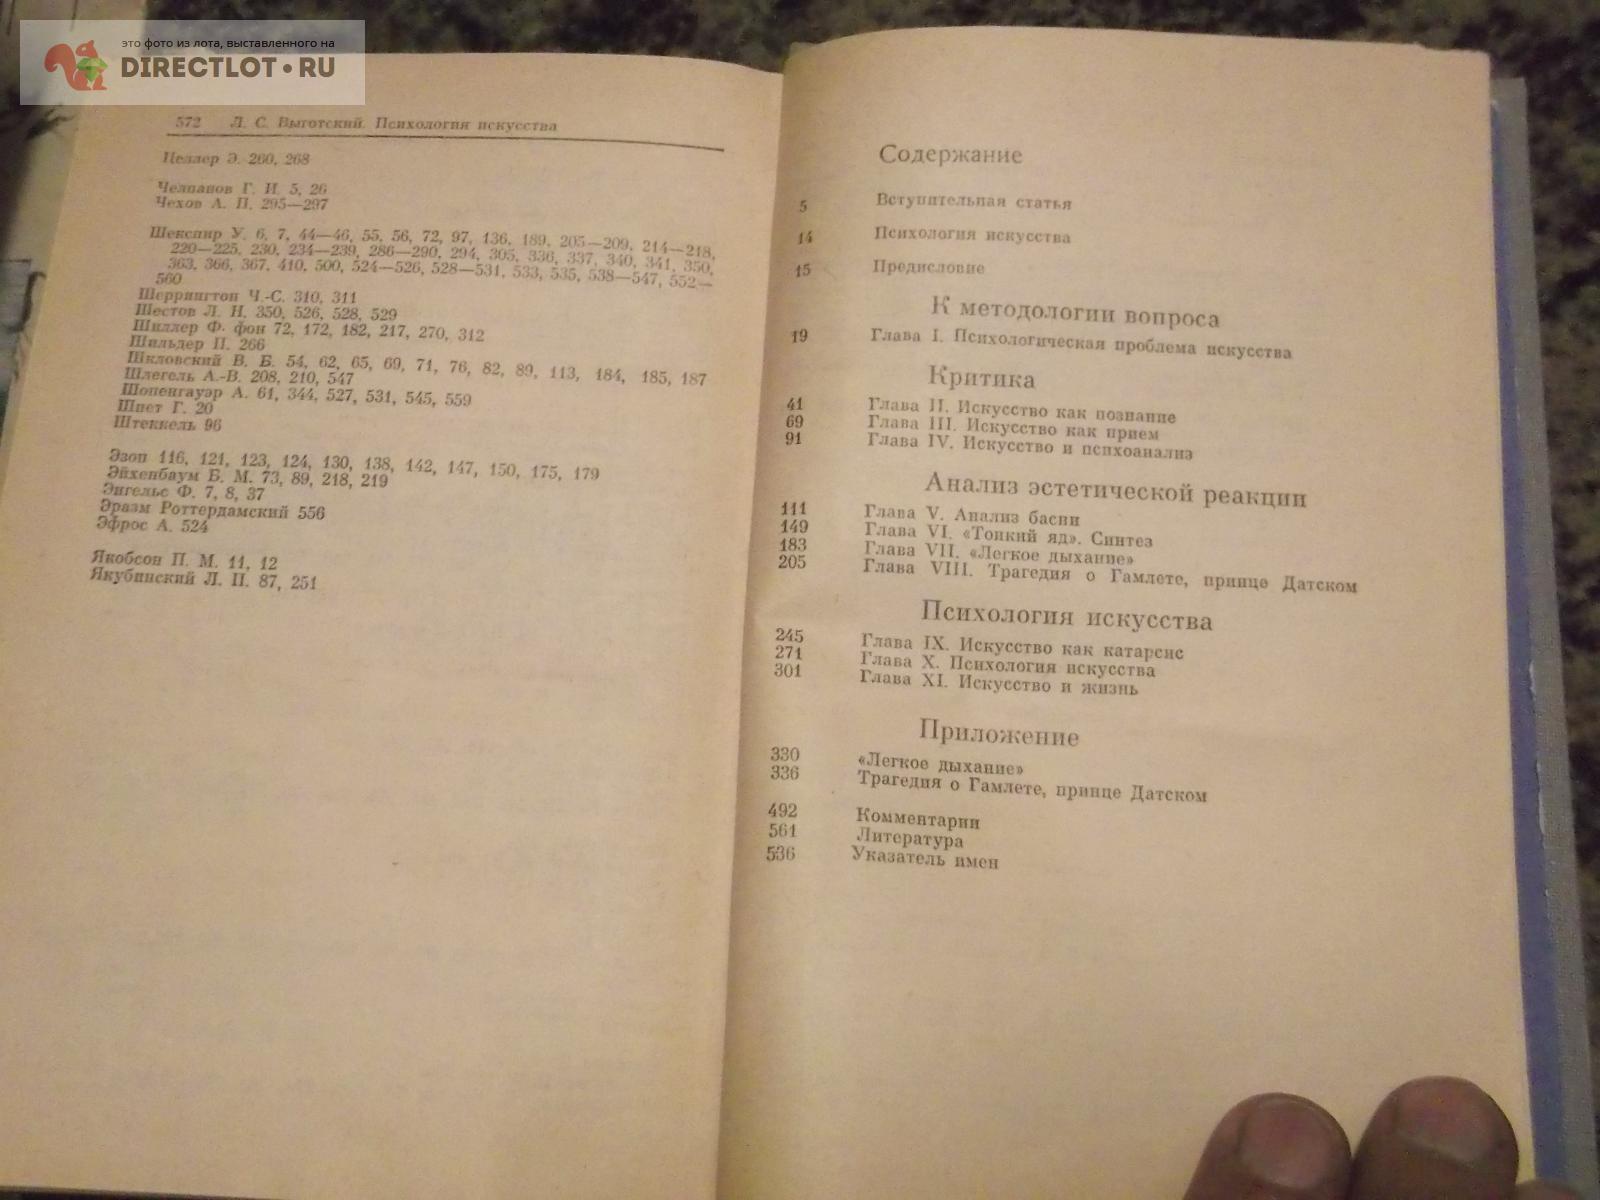 это фото из лота, выставленного на
DIRECTLOT•RU
572 Л. С. Выготский. Психология искусства
Целлер Э. 260, 268
Челпанов Г. И. 5, 26
Чехов А. П. 295—297
Шекспир У. 6, 7, 44—46, 55, 56, 72, 97, 136, 189, 205—209, 214—218,
220—225, 230, 234—239, 286—290, 294, 305, 336, 337, 340, 341, 350,
363, 366, 367, 410, 500, 524—526, 528—531, 533, 535, 538—547, 552—
560
Шеррингтон Ч.-С. 310, 311
Шестов Л. И. 350, 526, 528, 529
Шиллер Ф. фон 72, 172, 182, 217, 270, 312
Шильдер П. 266
Шкловский В. Б. 54, 62, 65, 69, 71, 76, 82, 89, 113, 184, 185, 187
Шлегель А.-В. 208, 210, 547
Шопенгауэр А. 61, 344, 527, 531, 545, 559
Шпет Г. 20
Штеккель 96
Эзоп 116, 121, 123, 124, 130, 138, 142, 147, 150, 175, 179
Эйхенбаум Б. М. 73, 89, 218, 219
Энгельс Ф. 7, 8, 37
Эразм Роттердамский 556
Эфрос А. 524
Якобсон П. М. 11, 12
Якубинский Л. П. 87, 251
Содержание
5 Вступительная статья
14 Психология искусства
15 Предисловие
К методологии вопроса
19 Глава I. Психологическая проблема искусства
Критика
41 Глава II. Искусство как познание
69 Глава III. Искусство как прием
91 Глава IV. Искусство и психоанализ
Анализ эстетической реакции
111 Глава V. Анализ басни
149 Глава VI. «Тонкий яд». Синтез
183 Глава VII. «Легкое дыхание»
205 Глава VIII. Трагедия о Гамлете, принце Датском
Психология искусства
245 Глава IX. Искусство как катарсис
271 Глава X. Психология искусства
301 Глава XI. Искусство и жизнь
Приложение
330 «Легкое дыхание»
336 Трагедия о Гамлете, принце Датском
492 Комментарии
561 Литература
536 Указатель имен